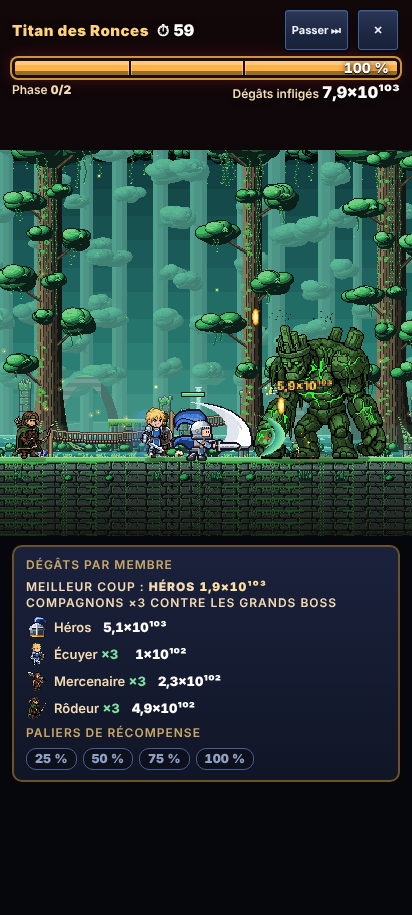 Titan des Ronces ⏱ 59
Passer ⏭
×
100 %
Phase 0/2
Dégâts infligés 7,9×10¹⁰³
5,9×10¹⁰³
DÉGÂTS PAR MEMBRE
MEILLEUR COUP : HÉROS 1,9×10¹⁰³
COMPAGNONS ×3 CONTRE LES GRANDS BOSS
Héros 5,1×10¹⁰³
Écuyer ×3 1×10¹⁰²
Mercenaire ×3 2,3×10¹⁰²
Rôdeur ×3 4,9×10¹⁰²
PALIERS DE RÉCOMPENSE
25 % 50 % 75 % 100 %